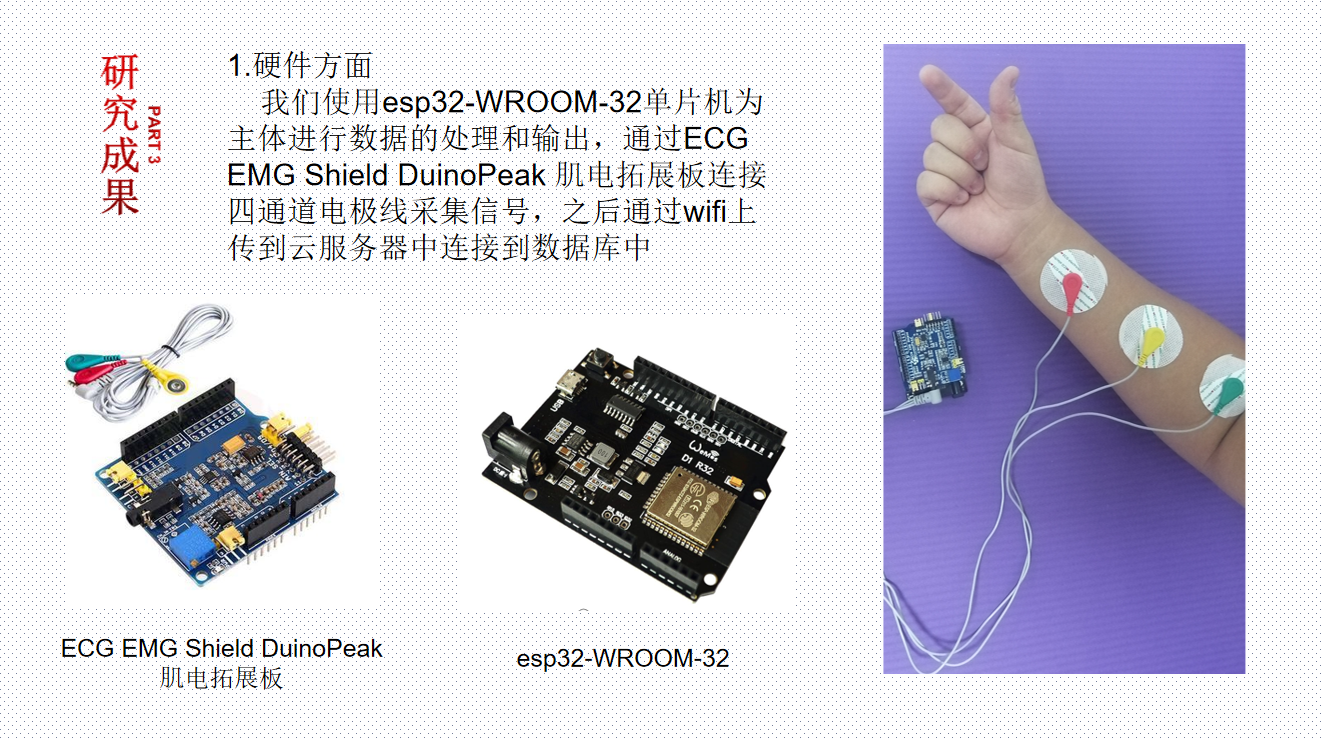 研究成果
PART 3
1.硬件方面
我们使用esp32-WROOM-32单片机为
主体进行数据的处理和输出，通过ECG
EMG Shield DuinoPeak 肌电拓展板连接
四通道电极线采集信号，之后通过wifi上
传到云服务器中连接到数据库中
USB
Wemos
D1 R32
ANALOG
ECG EMG Shield DuinoPeak
肌电拓展板
esp32-WROOM-32